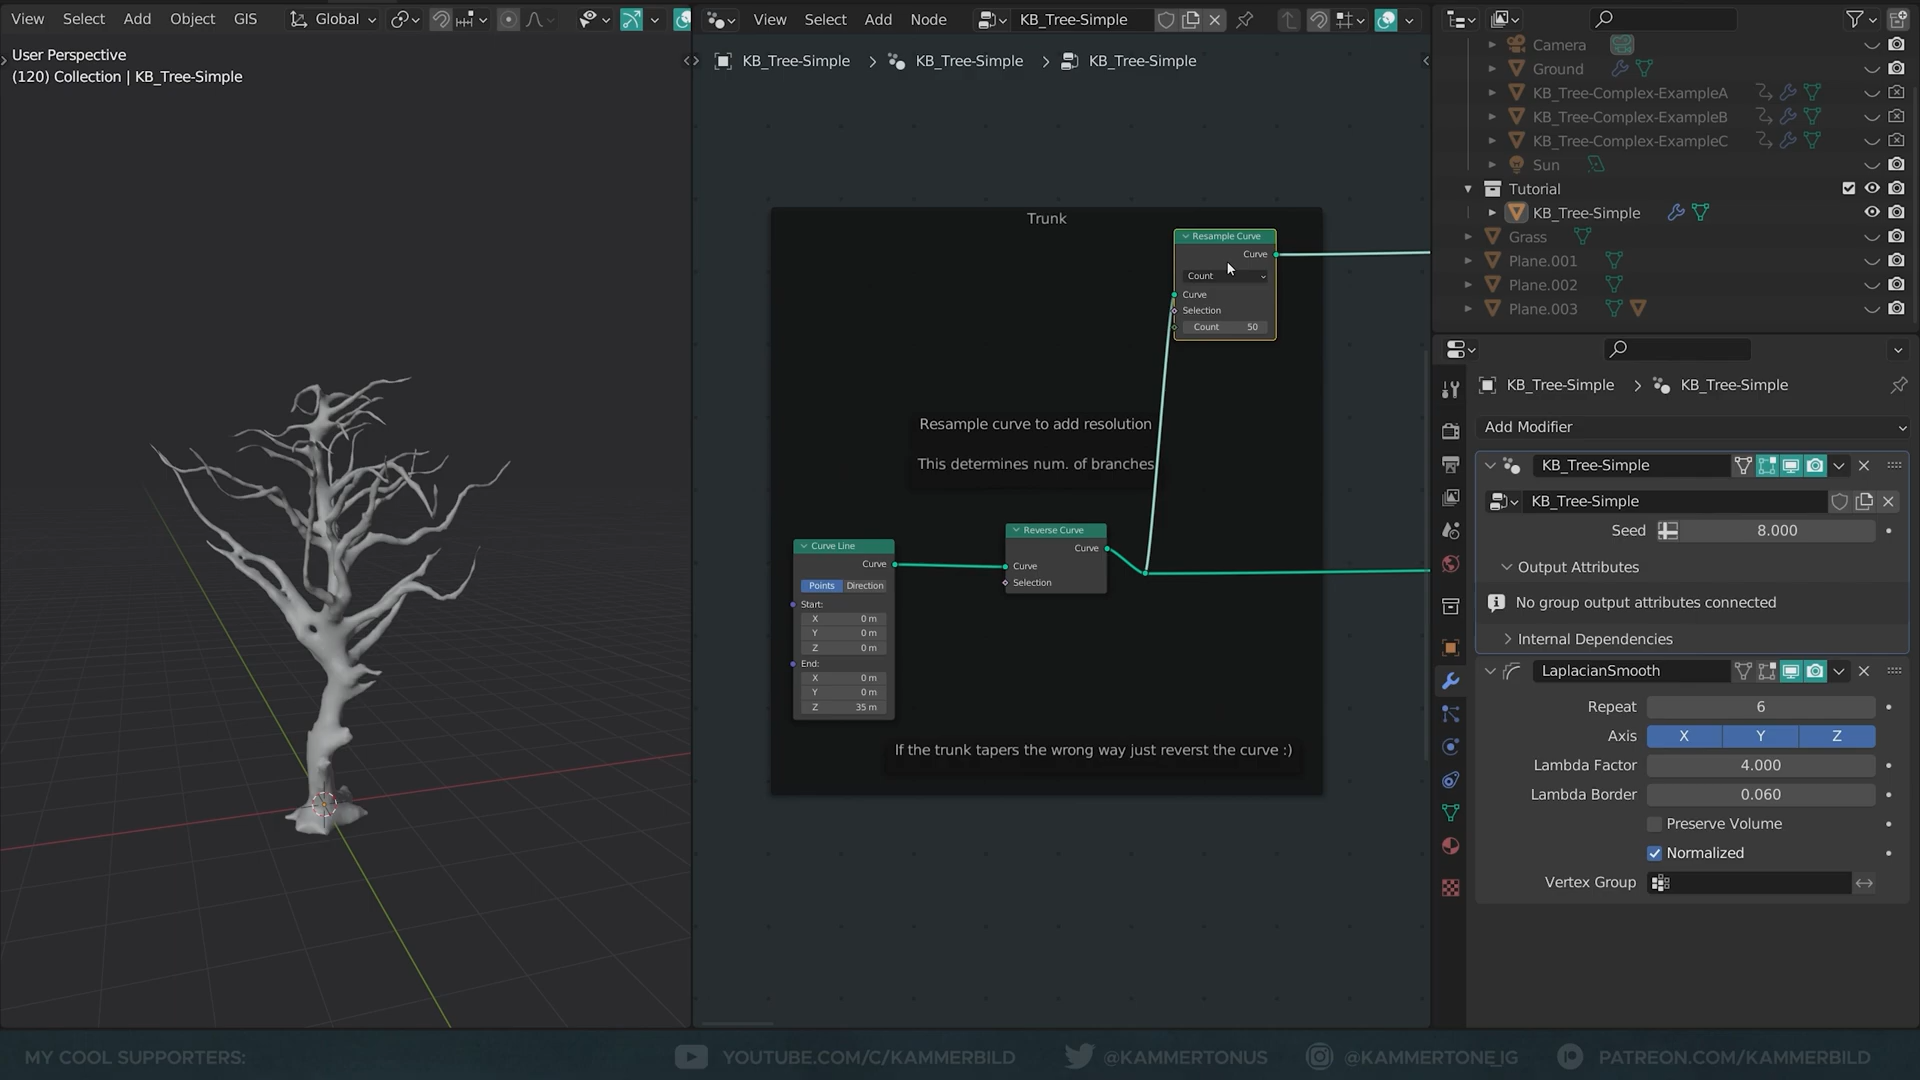 View Select Add Object GIS Global
User Perspective
(120) Collection | KB_Tree-Simple
View Select Add Node KB_Tree-Simple
KB_Tree-Simple > KB_Tree-Simple > KB_Tree-Simple
Trunk
Resample Curve
Curve
Count
Curve
Selection
Count 50
Resample curve to add resolution
This determines num. of branches
Curve Line
Curve
Points Direction
Start:
X 0 m
Y 0 m
Z 0 m
End:
X 0 m
Y 0 m
Z 35 m
Reverse Curve
Curve
Curve
Selection
If the trunk tapers the wrong way just reverst the curve :)
Camera
Ground
KB_Tree-Complex-ExampleA
KB_Tree-Complex-ExampleB
KB_Tree-Complex-ExampleC
Sun
Tutorial
KB_Tree-Simple
Grass
Plane.001
Plane.002
Plane.003
KB_Tree-Simple > KB_Tree-Simple
Add Modifier
KB_Tree-Simple
KB_Tree-Simple
Seed 8.000
Output Attributes
No group output attributes connected
Internal Dependencies
LaplacianSmooth
Repeat 6
Axis X Y Z
Lambda Factor 4.000
Lambda Border 0.060
Preserve Volume
Normalized
Vertex Group
MY COOL SUPPORTERS: YOUTUBE.COM/C/KAMMERBILD @KAMMERTONUS @KAMMERTONE_IG PATREON.COM/KAMMERBILD